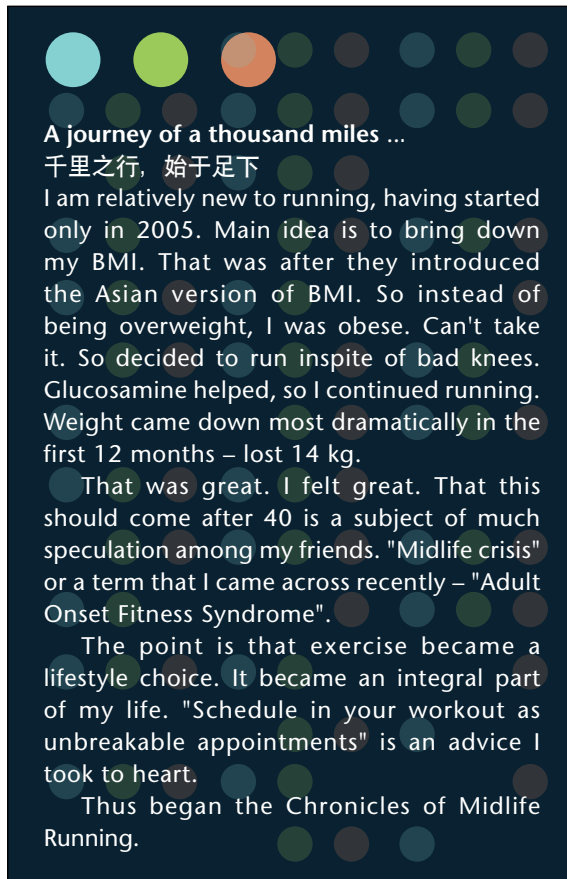 A journey of a thousand miles ...
千里之行，始于足下
I am relatively new to running, having started
only in 2005. Main idea is to bring down
my BMI. That was after they introduced
the Asian version of BMI. So instead of
being overweight, I was obese. Can't take
it. So decided to run inspite of bad knees.
Glucosamine helped, so I continued running.
Weight came down most dramatically in the
first 12 months – lost 14 kg.
That was great. I felt great. That this
should come after 40 is a subject of much
speculation among my friends. "Midlife crisis"
or a term that I came across recently – "Adult
Onset Fitness Syndrome".
The point is that exercise became a
lifestyle choice. It became an integral part
of my life. "Schedule in your workout as
unbreakable appointments" is an advice I
took to heart.
Thus began the Chronicles of Midlife
Running.